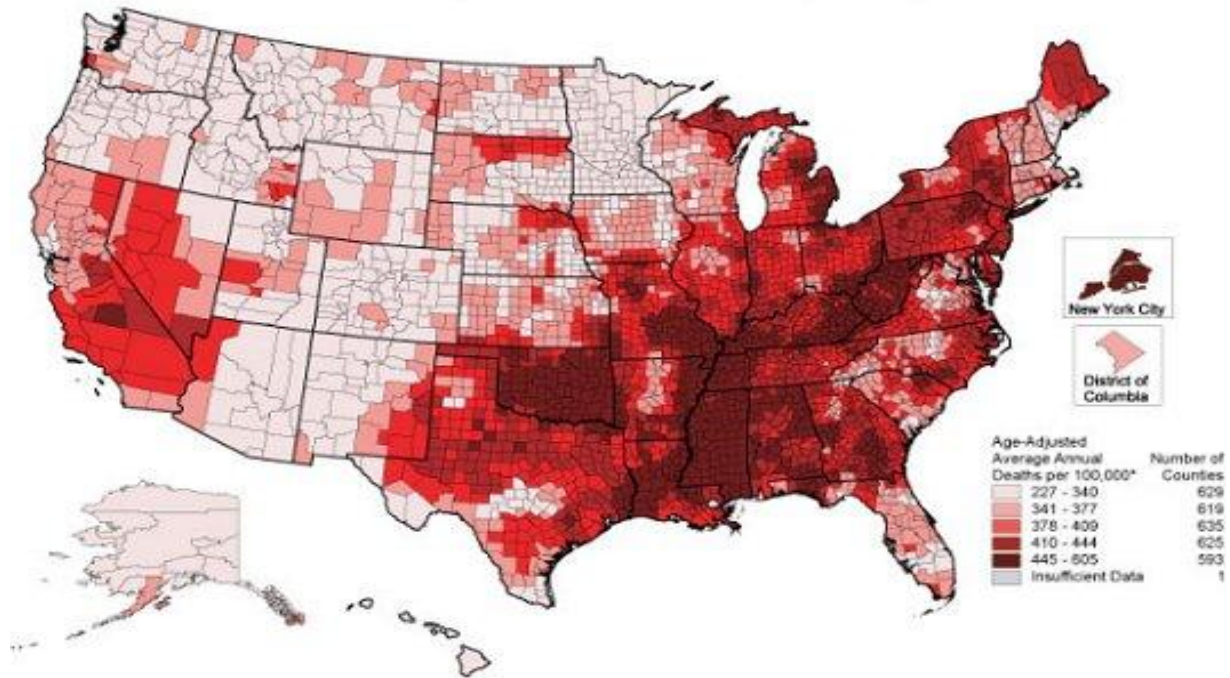 New York City
District of
Columbia
Age-Adjusted
Average Annual Number of
Deaths per 100,000* Counties
227 - 340 629
341 - 377 619
378 - 409 635
410 - 444 625
445 - 605 593
Insufficient Data 1